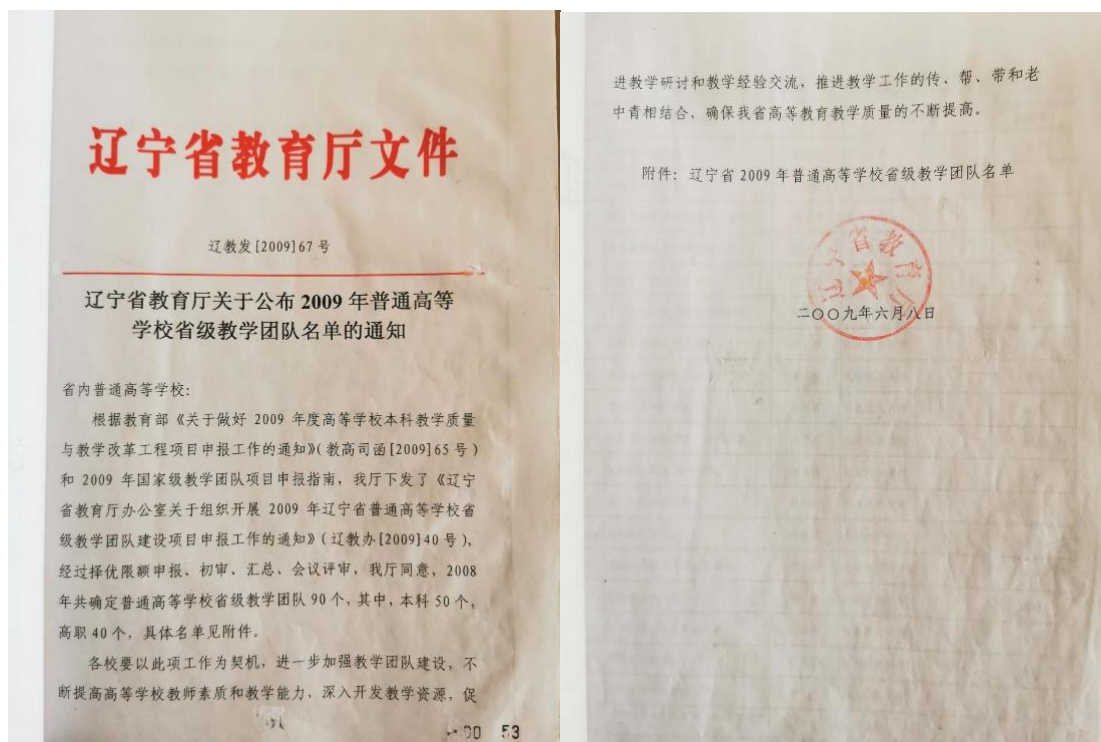 辽宁省教育厅文件
辽教发[2009]67号
辽宁省教育厅关于公布2009年普通高等
学校省级教学团队名单的通知
省内普通高等学校:
根据教育部《关于做好2009年度高等学校本科教学质量
与教学改革工程项目申报工作的通知》(教高司函[2009]65号)
和2009年国家级教学团队项目申报指南，我厅下发了《辽宁
省教育厅办公室关于组织开展2009年辽宁省普通高等学校省
级教学团队建设项目申报工作的通知》(辽教办[2009]40号)，
经过择优限额申报、初审、汇总、会议评审，我厅同意，2008
年共确定普通高等学校省级教学团队90个，其中，本科50个，
高职40个，具体名单见附件。
各校要以此项工作为契机，进一步加强教学团队建设，不
断提高高等学校教师素质和教学能力，深入开发教学资源，促
53
进教学研讨和教学经验交流，推进教学工作的传、帮、带和老
中青相结合，确保我省高等教育教学质量的不断提高。
附件：辽宁省2009年普通高等学校省级教学团队名单
辽宁省教育厅
二〇〇九年六月八日